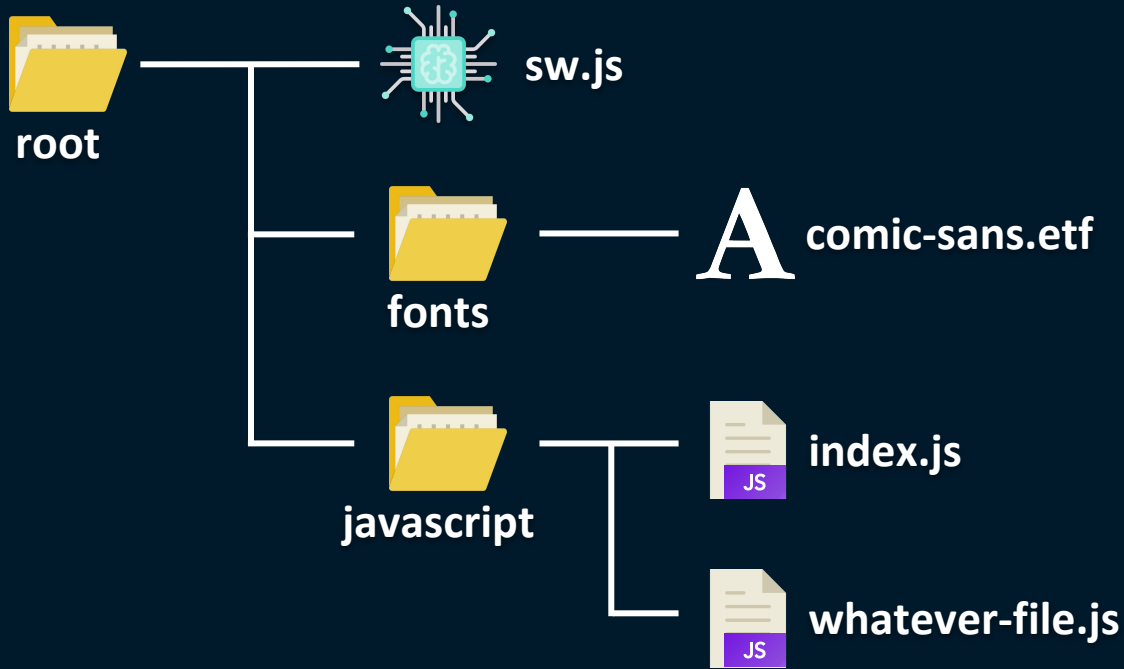 root
sw.js
fonts
A
comic-sans.etf
javascript
index.js
JS
whatever-file.js
JS